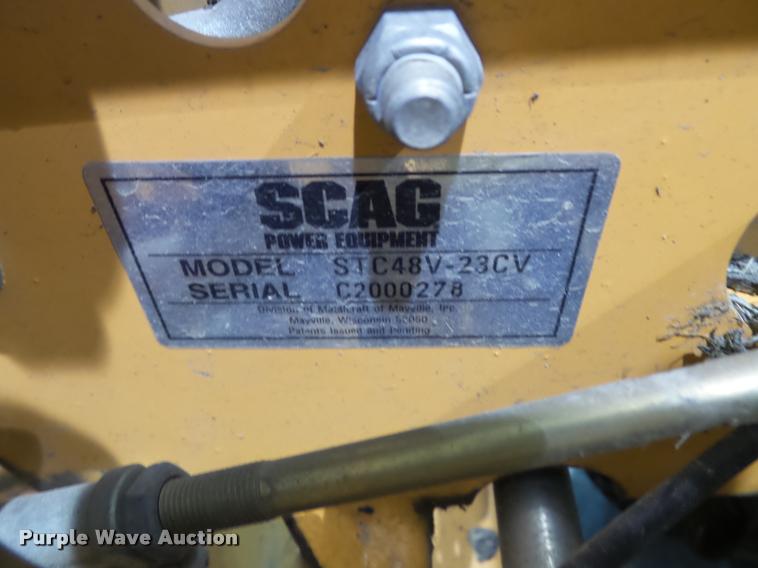 SCAG
POWER EQUIPMENT
MODEL STC48V-23CV
SERIAL C2000278
Division of Metalcraft of Mayville, Inc.
Mayville, Wisconsin 53050
Patents Issued and Pending
Purple Wave Auction